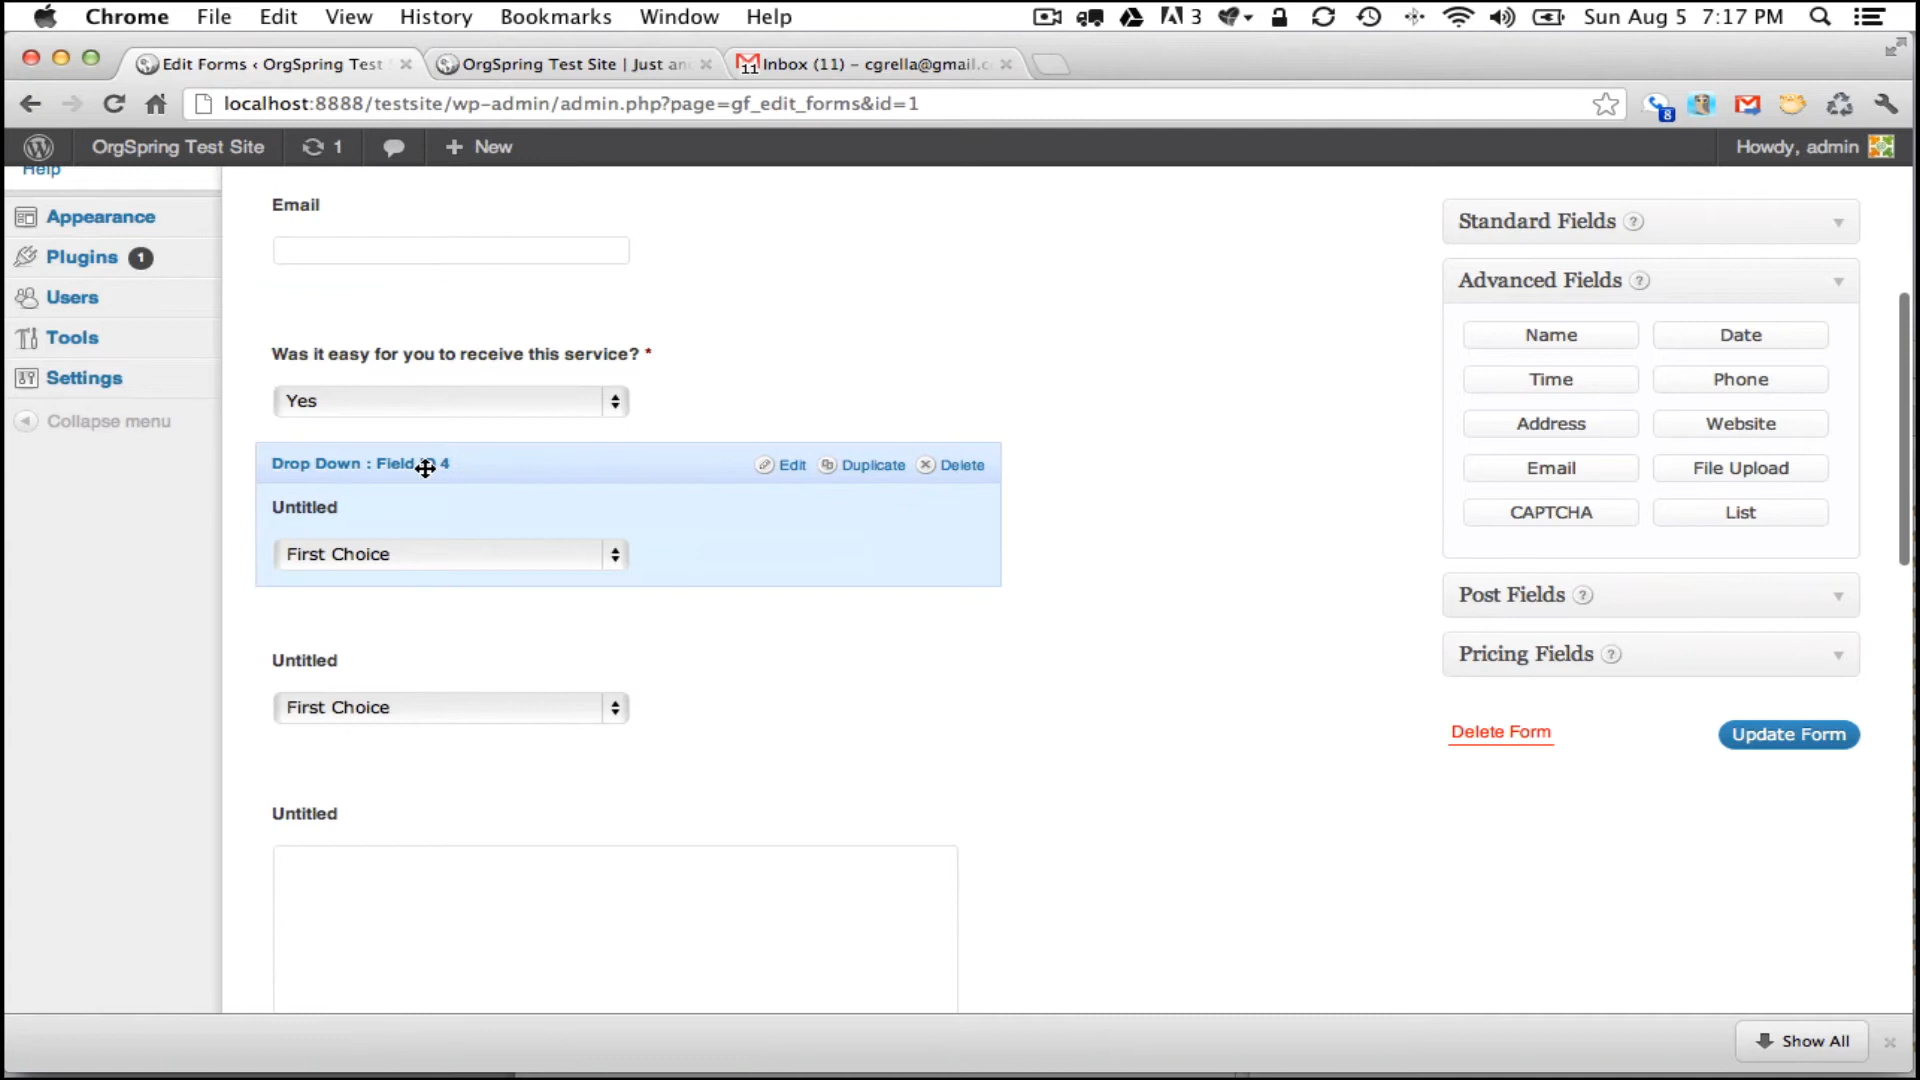 Chrome File Edit View History Bookmarks Window Help 3 Sun Aug 5 7:17 PM
Edit Forms ‹ OrgSpring Test
OrgSpring Test Site | Just an
11 Inbox (11) – cgrella@gmail.c
localhost:8888/testsite/wp-admin/admin.php?page=gf_edit_forms&id=1
8
OrgSpring Test Site 1 + New Howdy, admin
Help
Appearance
Plugins 1
Users
Tools
Settings
Collapse menu
Email
Was it easy for you to receive this service? *
Yes
Drop Down : Field 4
Edit Duplicate Delete
Untitled
First Choice
Untitled
First Choice
Untitled
Standard Fields ?
Advanced Fields ?
Name Date
Time Phone
Address Website
Email File Upload
CAPTCHA List
Post Fields ?
Pricing Fields ?
Delete Form Update Form
Show All